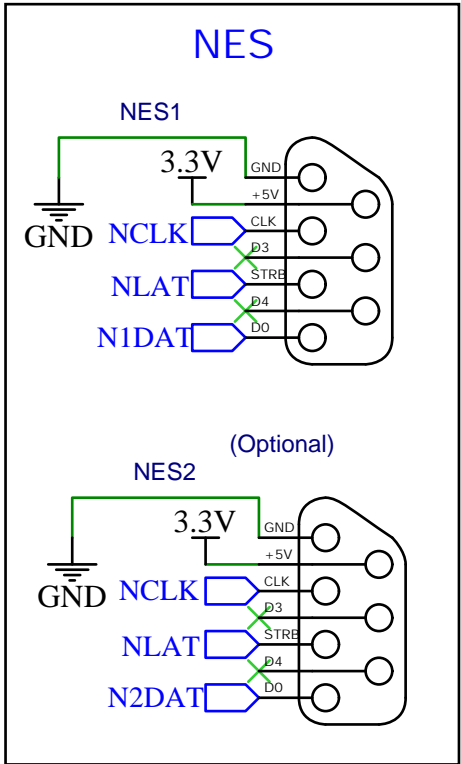 NES
NES1
3.3V
GND
+5V
GND
NCLK
CLK
D3
NLAT
STRB
D4
N1DAT
D0
(Optional)
NES2
3.3V
GND
+5V
GND
NCLK
CLK
D3
NLAT
STRB
D4
N2DAT
D0